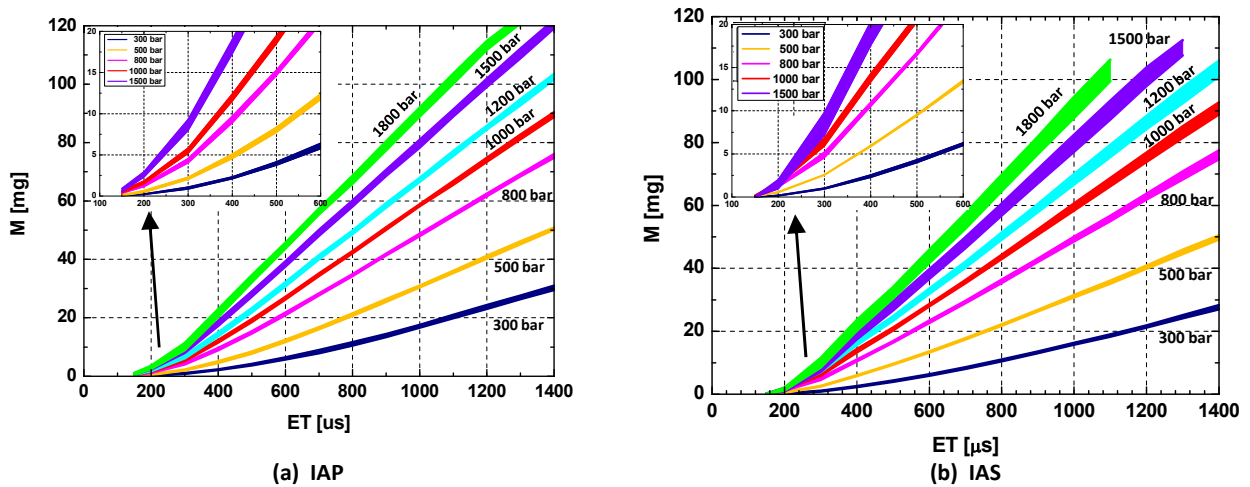 M [mg]
120
100
80
60
40
20
0
20
15
10
5
0
300 bar
500 bar
800 bar
1000 bar
1500 bar
100 200 300 400 500 600
1800 bar
1500 bar
1200 bar
1000 bar
800 bar
500 bar
300 bar
0 200 400 600 800 1000 1200 1400
ET [us]
(a) IAP
M [mg]
120
100
80
60
40
20
0
20
15
10
5
0
300 bar
500 bar
800 bar
1000 bar
1500 bar
100 200 300 400 500 600
1500 bar
1800 bar
1200 bar
1000 bar
800 bar
500 bar
300 bar
0 200 400 600 800 1000 1200 1400
ET [μs]
(b) IAS